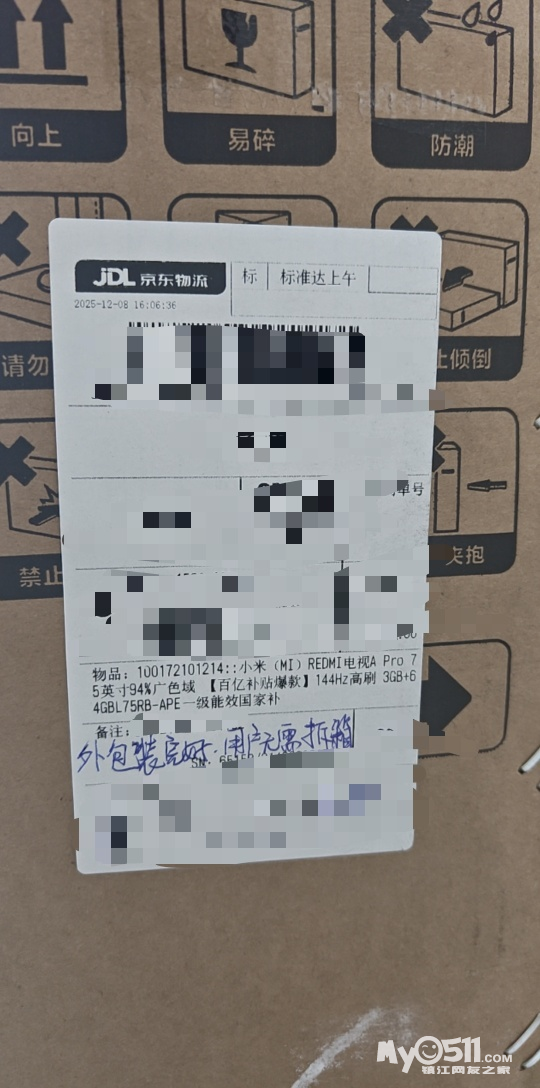 向上
易碎
防潮
JDL 京东物流
标
标准达上午
2025-12-08 16:06:36
请勿
止倾倒
单号
禁止
夹抱
物品：100172101214::小米（MI）REDMI电视A Pro 7
5英寸94%广色域 【百亿补贴爆款】144Hz高刷 3GB+6
4GBL75RB-APE一级能效国家补
备注：
外包装完好.用户无需拆箱
SN:
MyO511.COM
镇江网友之家